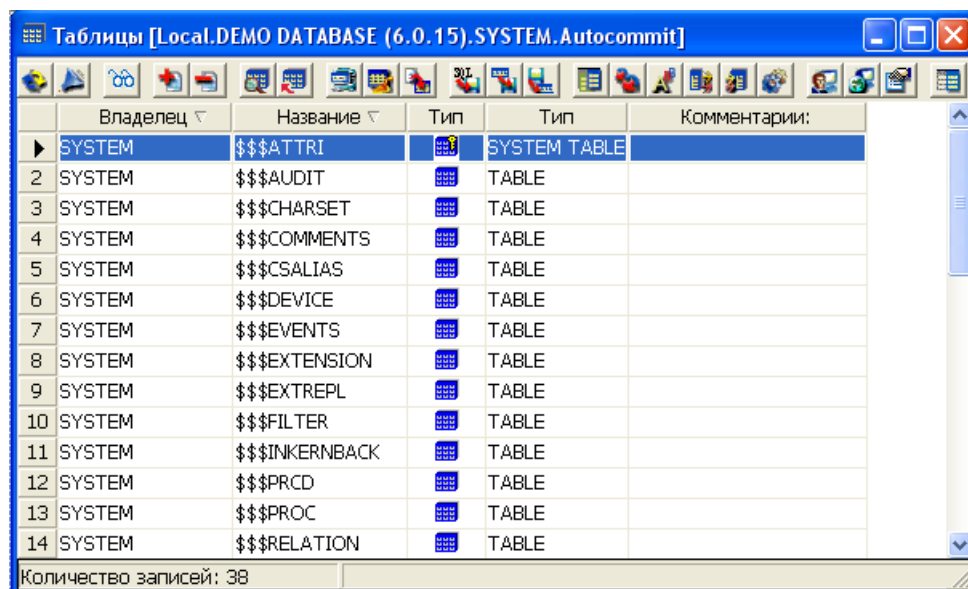 Таблицы [Local.DEMO DATABASE (6.0.15).SYSTEM.Autocommit]
SQL
Владелец Название Тип Тип Комментарии:
SYSTEM $$$ATTRI SYSTEM TABLE
2 SYSTEM $$$AUDIT TABLE
3 SYSTEM $$$CHARSET TABLE
4 SYSTEM $$$COMMENTS TABLE
5 SYSTEM $$$CSALIAS TABLE
6 SYSTEM $$$DEVICE TABLE
7 SYSTEM $$$EVENTS TABLE
8 SYSTEM $$$EXTENSION TABLE
9 SYSTEM $$$EXTREPL TABLE
10 SYSTEM $$$FILTER TABLE
11 SYSTEM $$$INKERNBACK TABLE
12 SYSTEM $$$PRCD TABLE
13 SYSTEM $$$PROC TABLE
14 SYSTEM $$$RELATION TABLE
Количество записей: 38